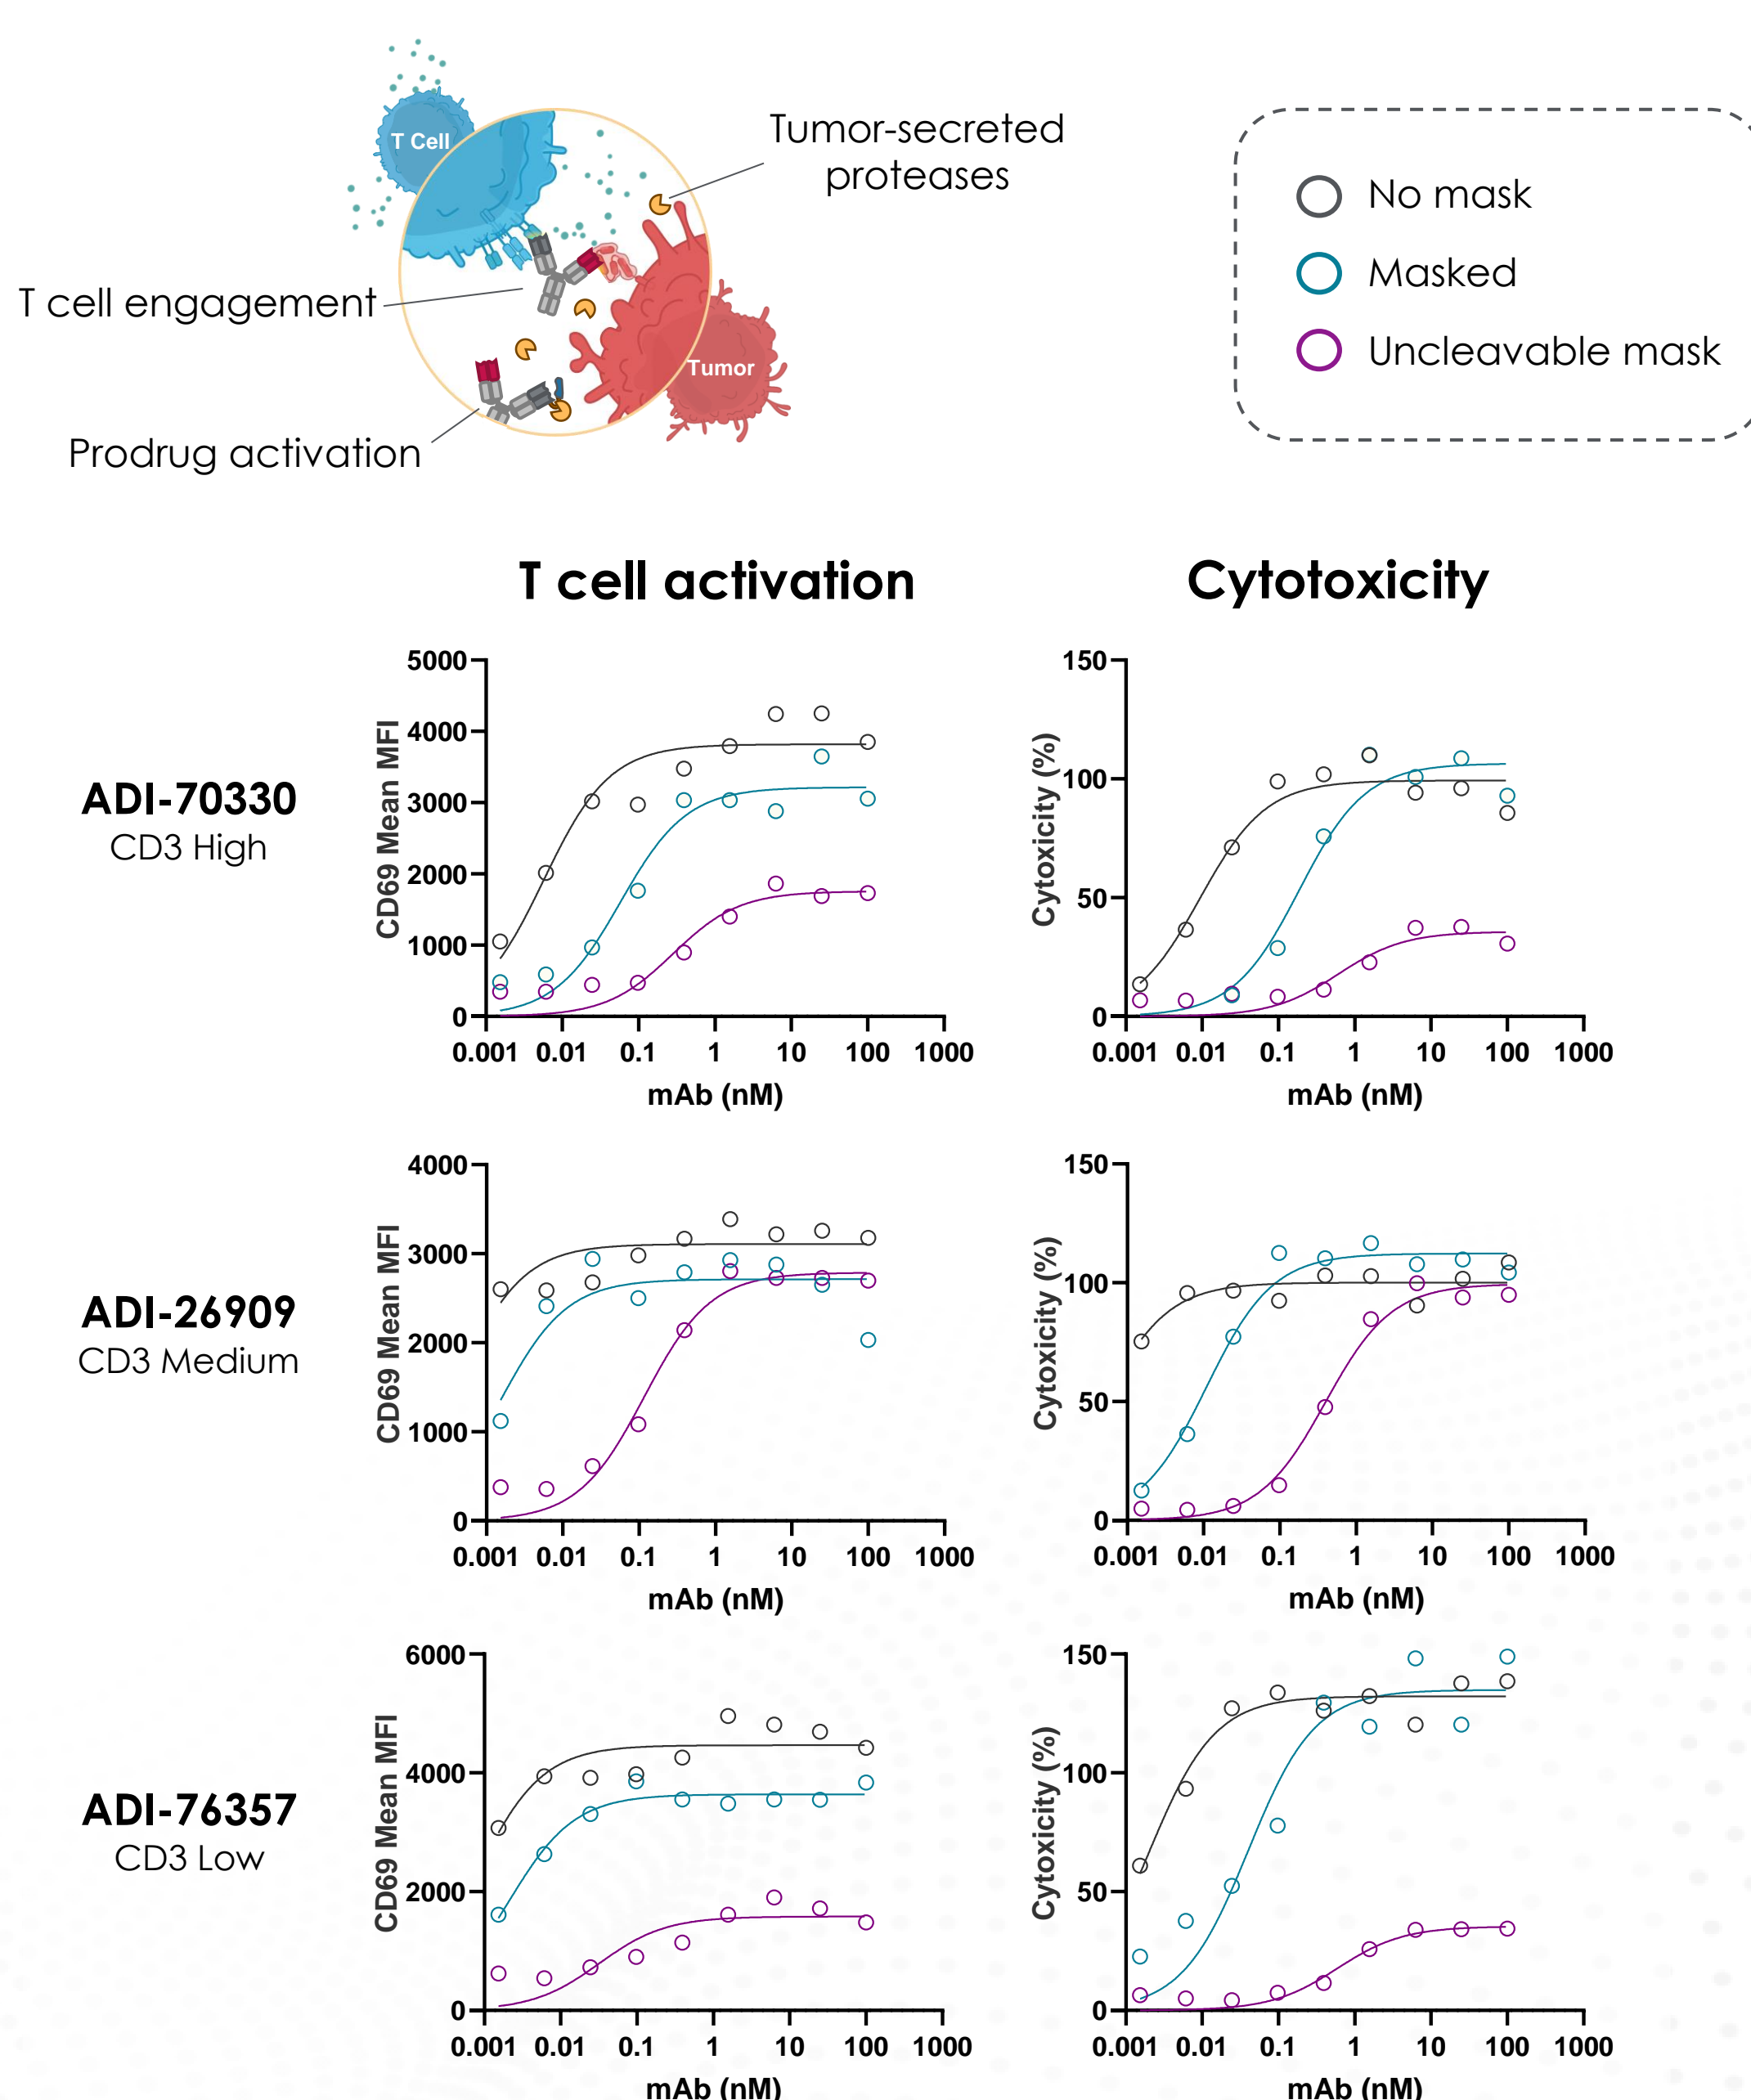 T Cell
Tumor-secreted
proteases
T cell engagement
Tumor
Prodrug activation
No mask
Masked
Uncleavable mask
T cell activation
Cytotoxicity
ADI-70330
CD3 High
CD69 Mean MFI
5000
4000
3000
2000
1000
0
0.001 0.01 0.1 1 10 100 1000
mAb (nM)
Cytotoxicity (%)
150
100
50
0
0.001 0.01 0.1 1 10 100 1000
mAb (nM)
ADI-26909
CD3 Medium
CD69 Mean MFI
4000
3000
2000
1000
0
0.001 0.01 0.1 1 10 100 1000
mAb (nM)
Cytotoxicity (%)
150
100
50
0
0.001 0.01 0.1 1 10 100 1000
mAb (nM)
ADI-76357
CD3 Low
CD69 Mean MFI
6000
4000
2000
0
0.001 0.01 0.1 1 10 100 1000
mAb (nM)
Cytotoxicity (%)
150
100
50
0
0.001 0.01 0.1 1 10 100 1000
mAb (nM)